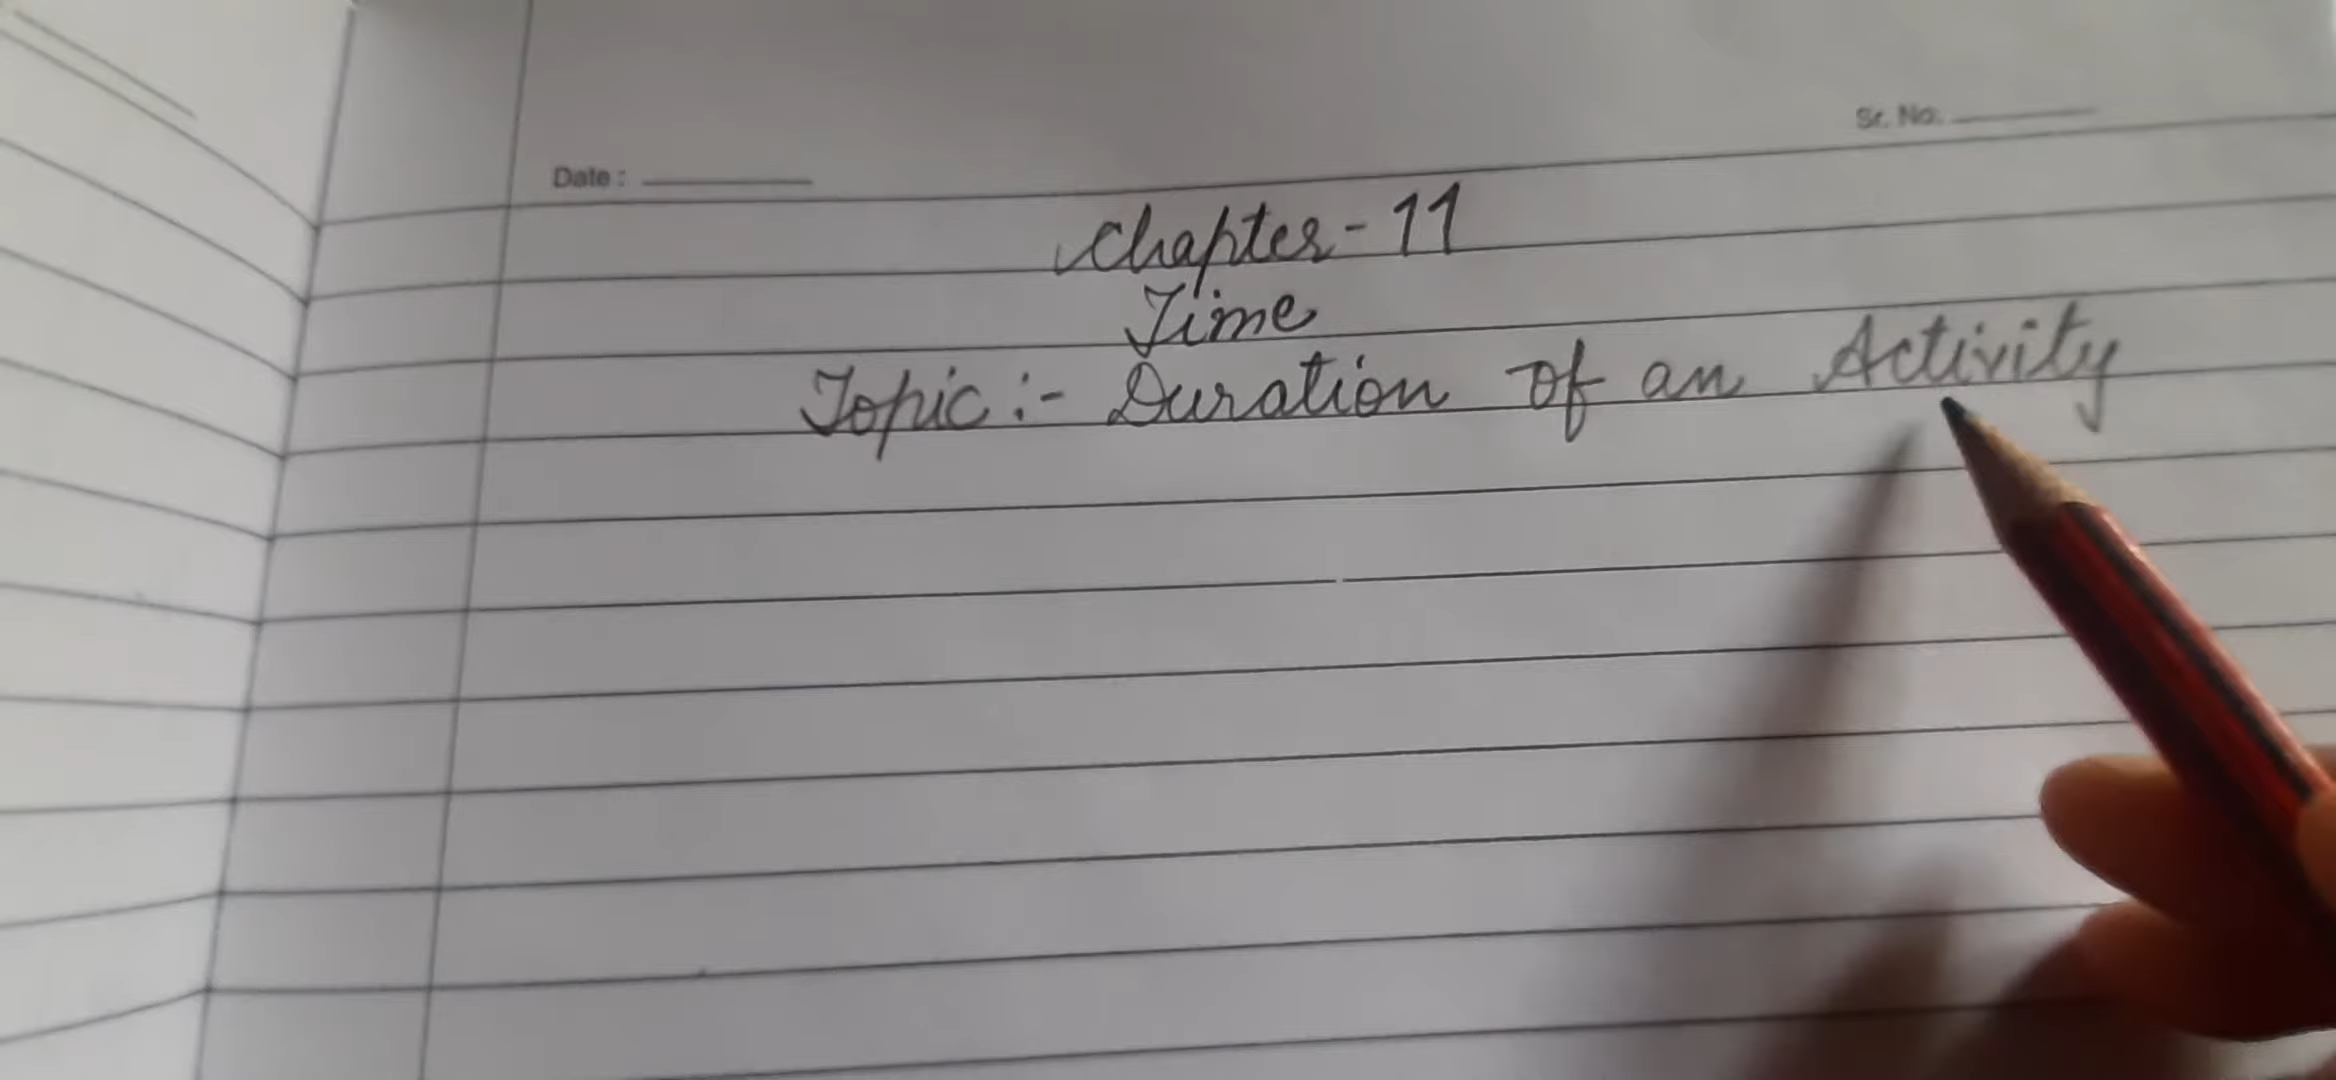 Sr. No.
Date :
Chapter - 11
Time
Topic :- Duration of an Activity